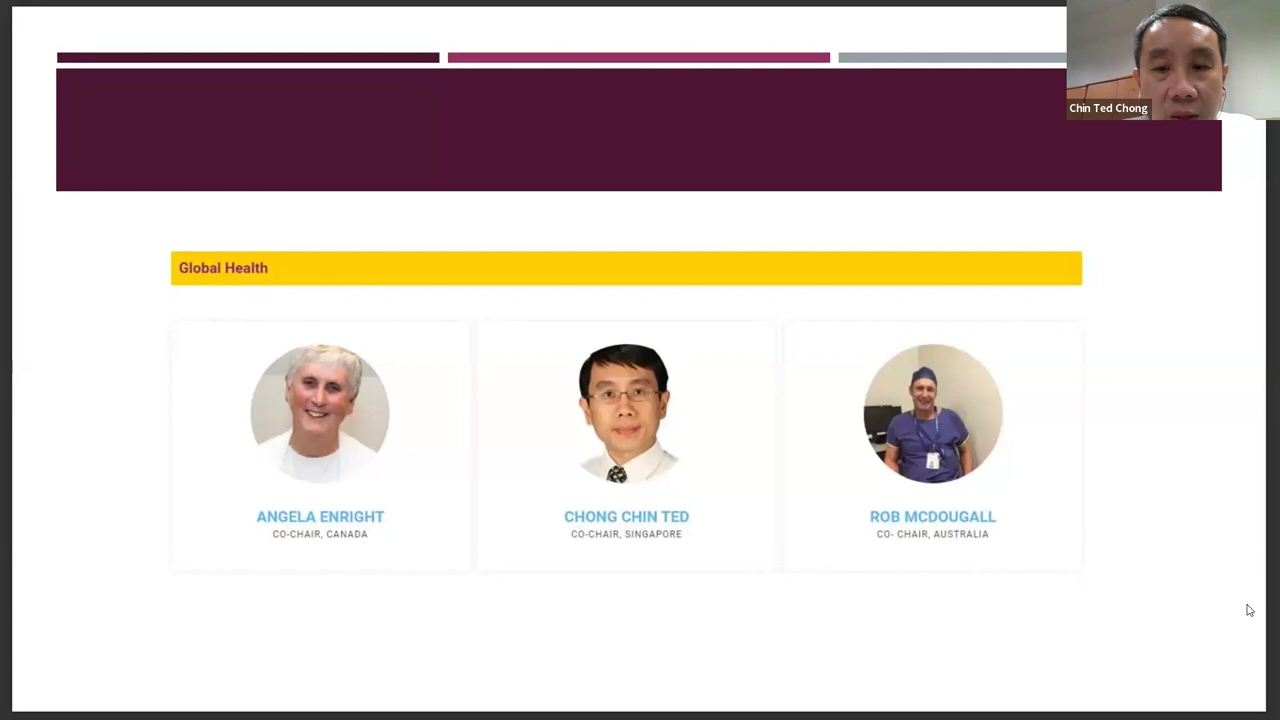 Chin Ted Chong
Global Health
ANGELA ENRIGHT
CO-CHAIR, CANADA
CHONG CHIN TED
CO-CHAIR, SINGAPORE
ROB MCDOUGALL
CO- CHAIR, AUSTRALIA